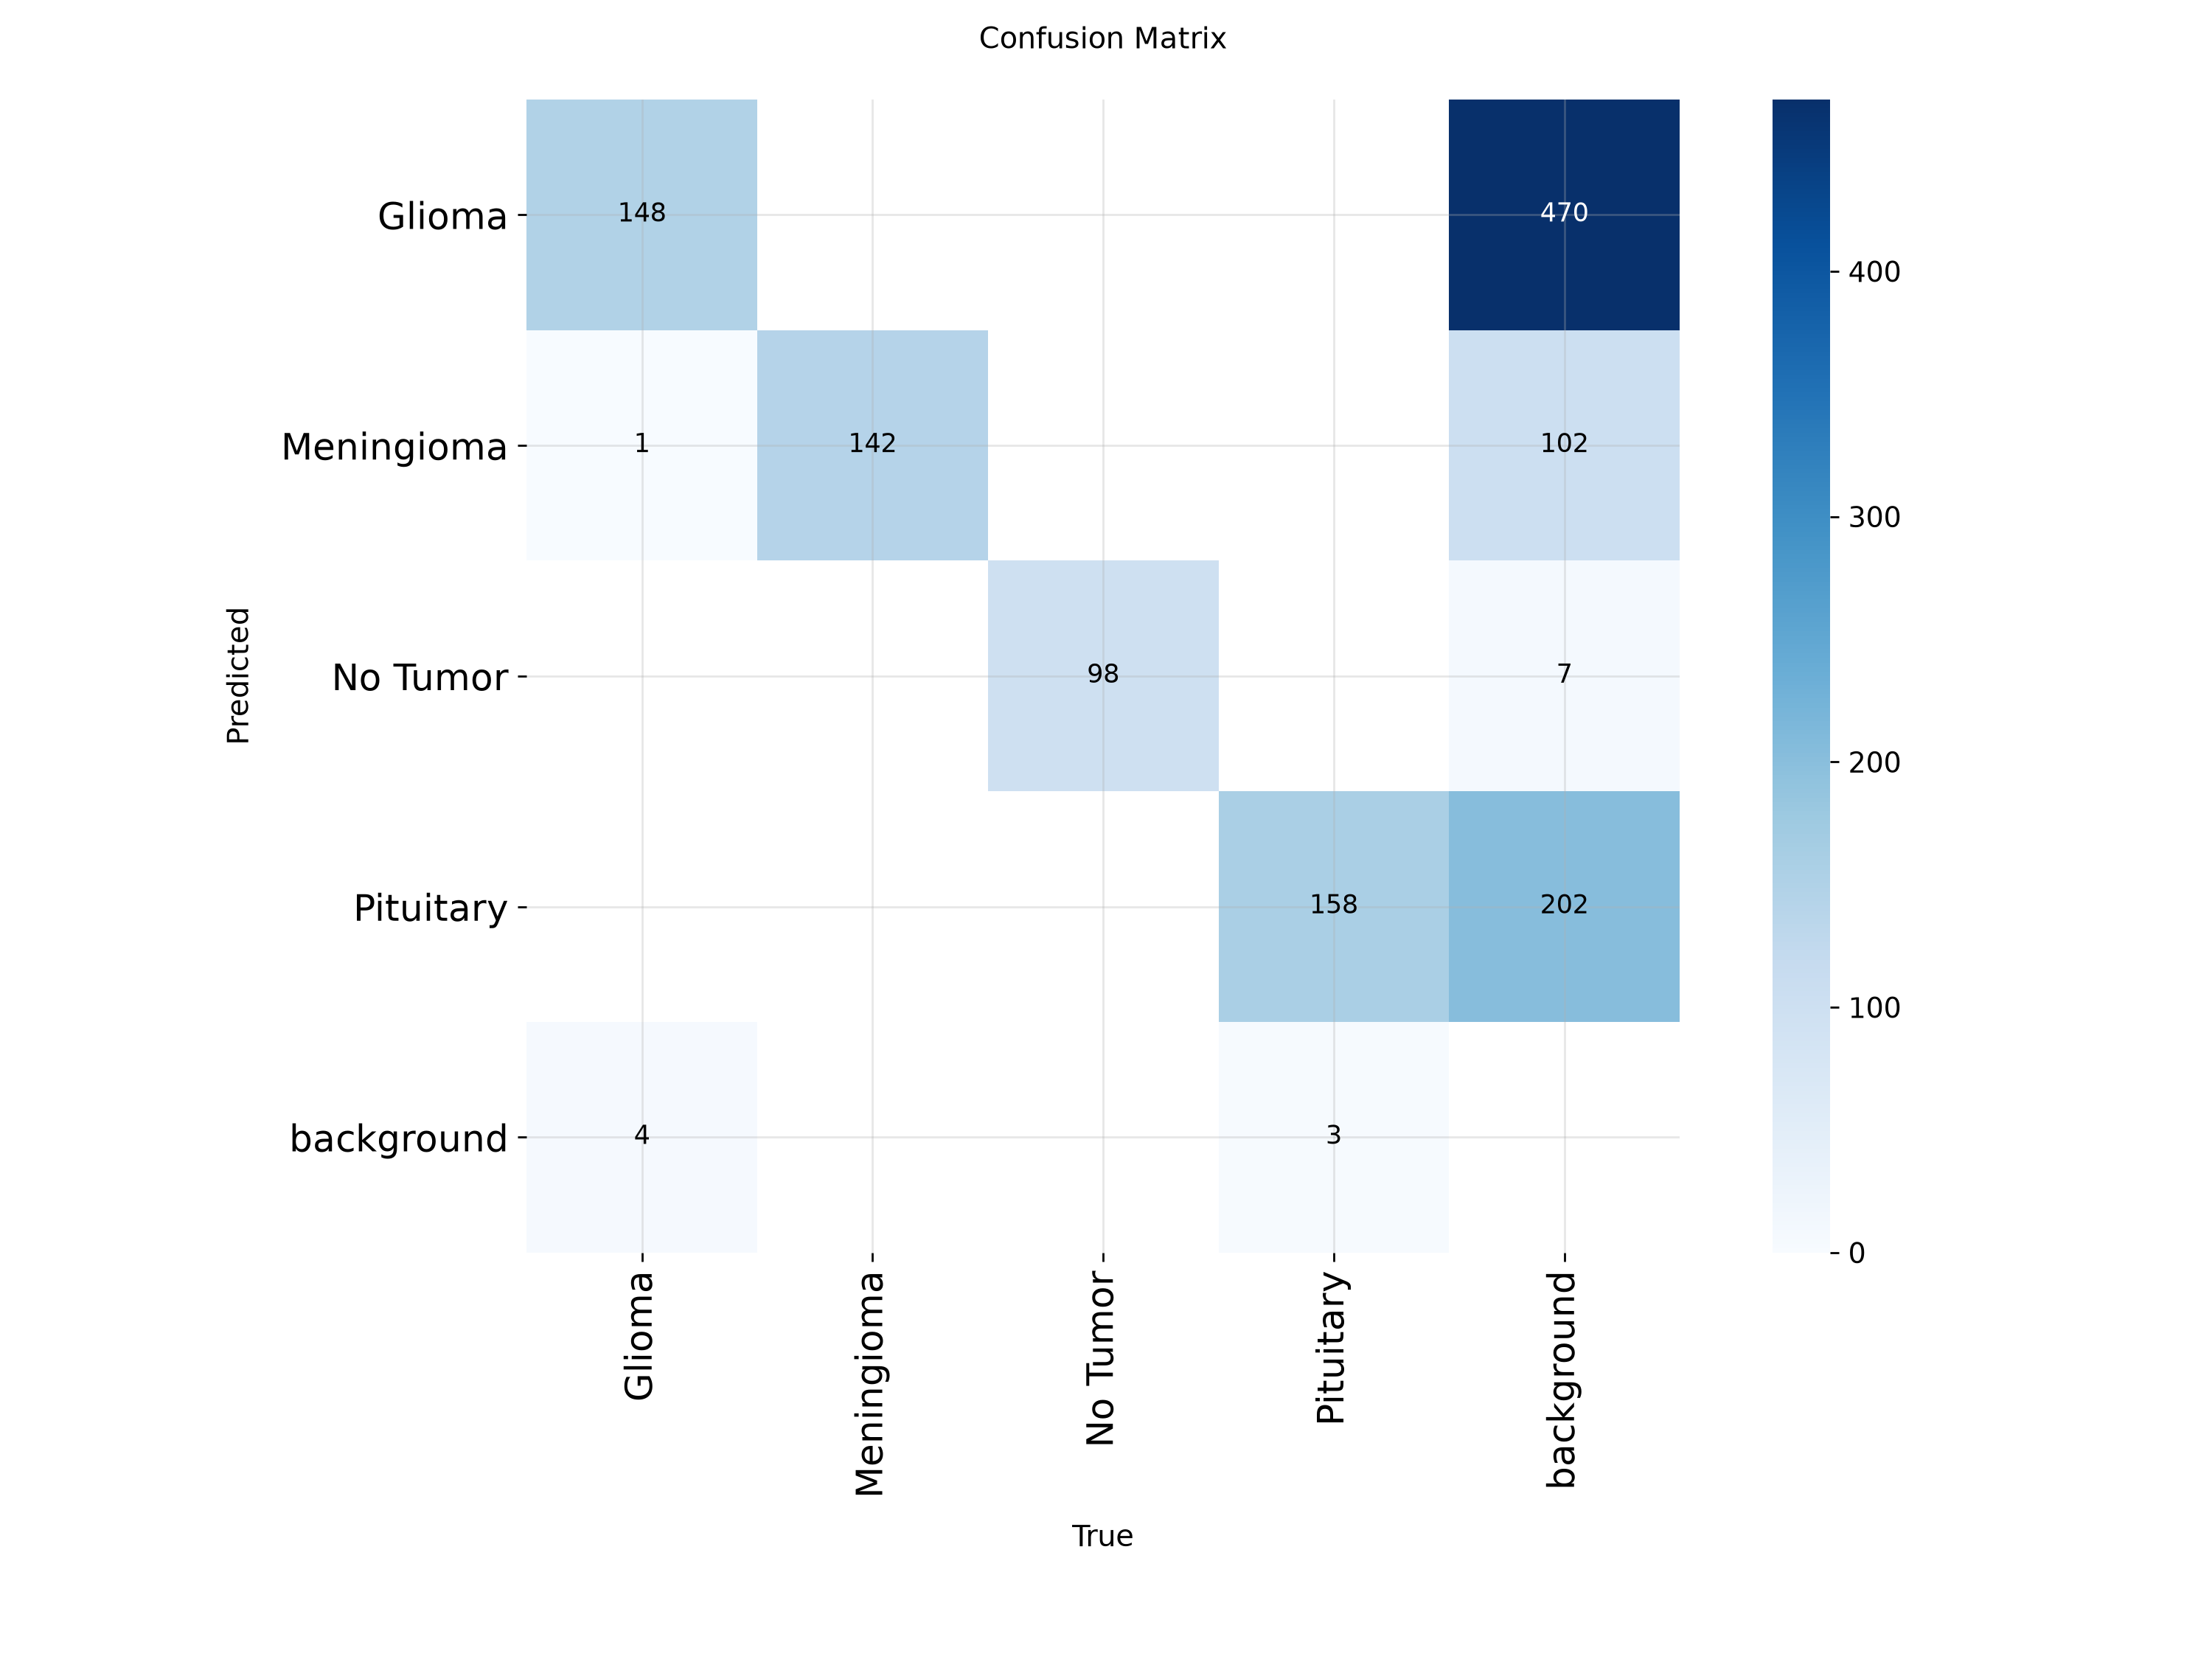 Confusion Matrix
Glioma 148 470
400
Meningioma 1 142 102
300
Predicted
No Tumor 98 7
200
Pituitary 158 202
100
background 4 3
0
Glioma
Meningioma
No Tumor
Pituitary
background
True